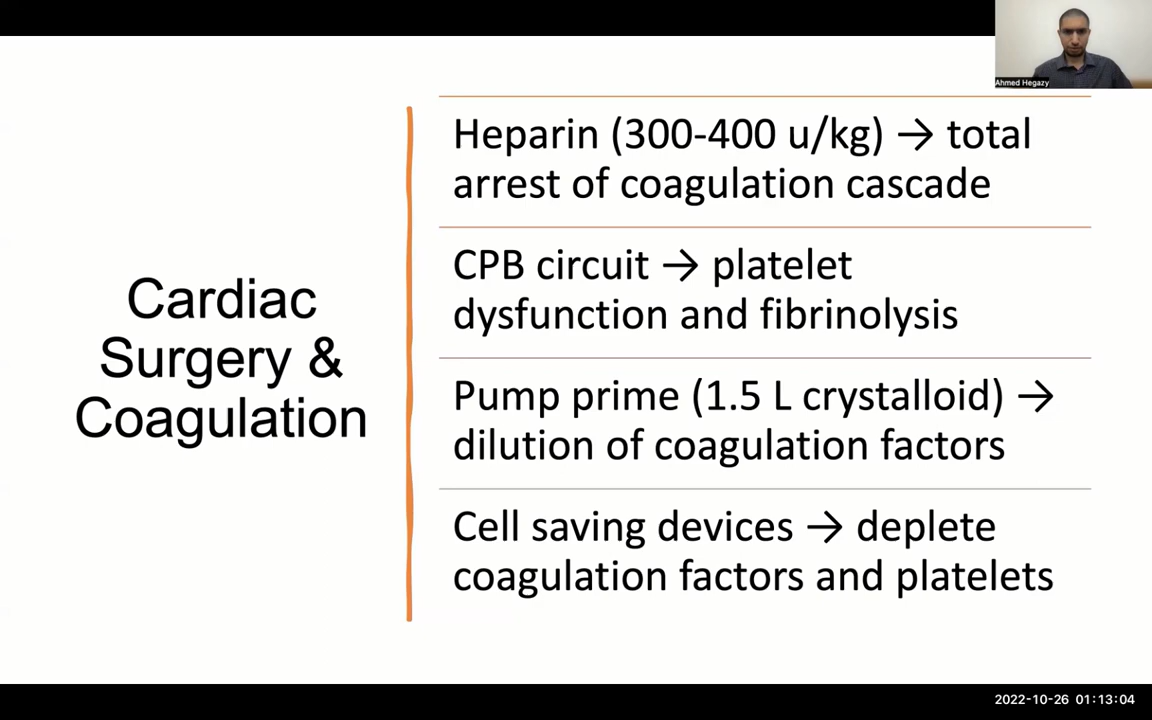 Ahmed Hegazy
Cardiac
Surgery &
Coagulation
Heparin (300-400 u/kg) → total
arrest of coagulation cascade
CPB circuit → platelet
dysfunction and fibrinolysis
Pump prime (1.5 L crystalloid) →
dilution of coagulation factors
Cell saving devices → deplete
coagulation factors and platelets
2022-10-26 01:13:04